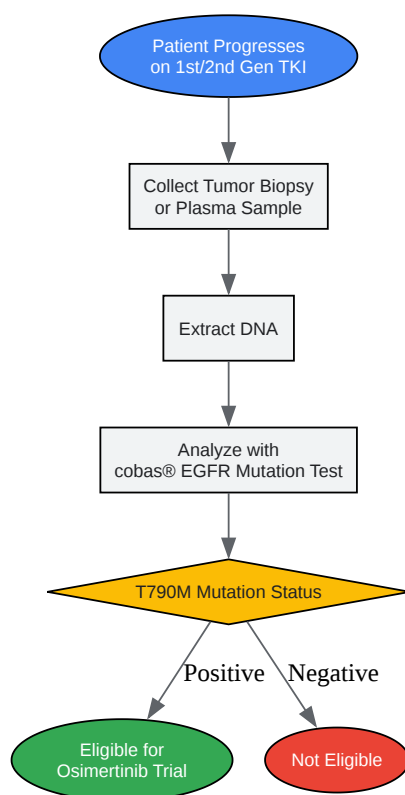 Patient Progresses
on 1st/2nd Gen TKI
Collect Tumor Biopsy
or Plasma Sample
Extract DNA
Analyze with
cobas® EGFR Mutation Test
T790M Mutation Status
Positive
Negative
Eligible for
Osimertinib Trial
Not Eligible